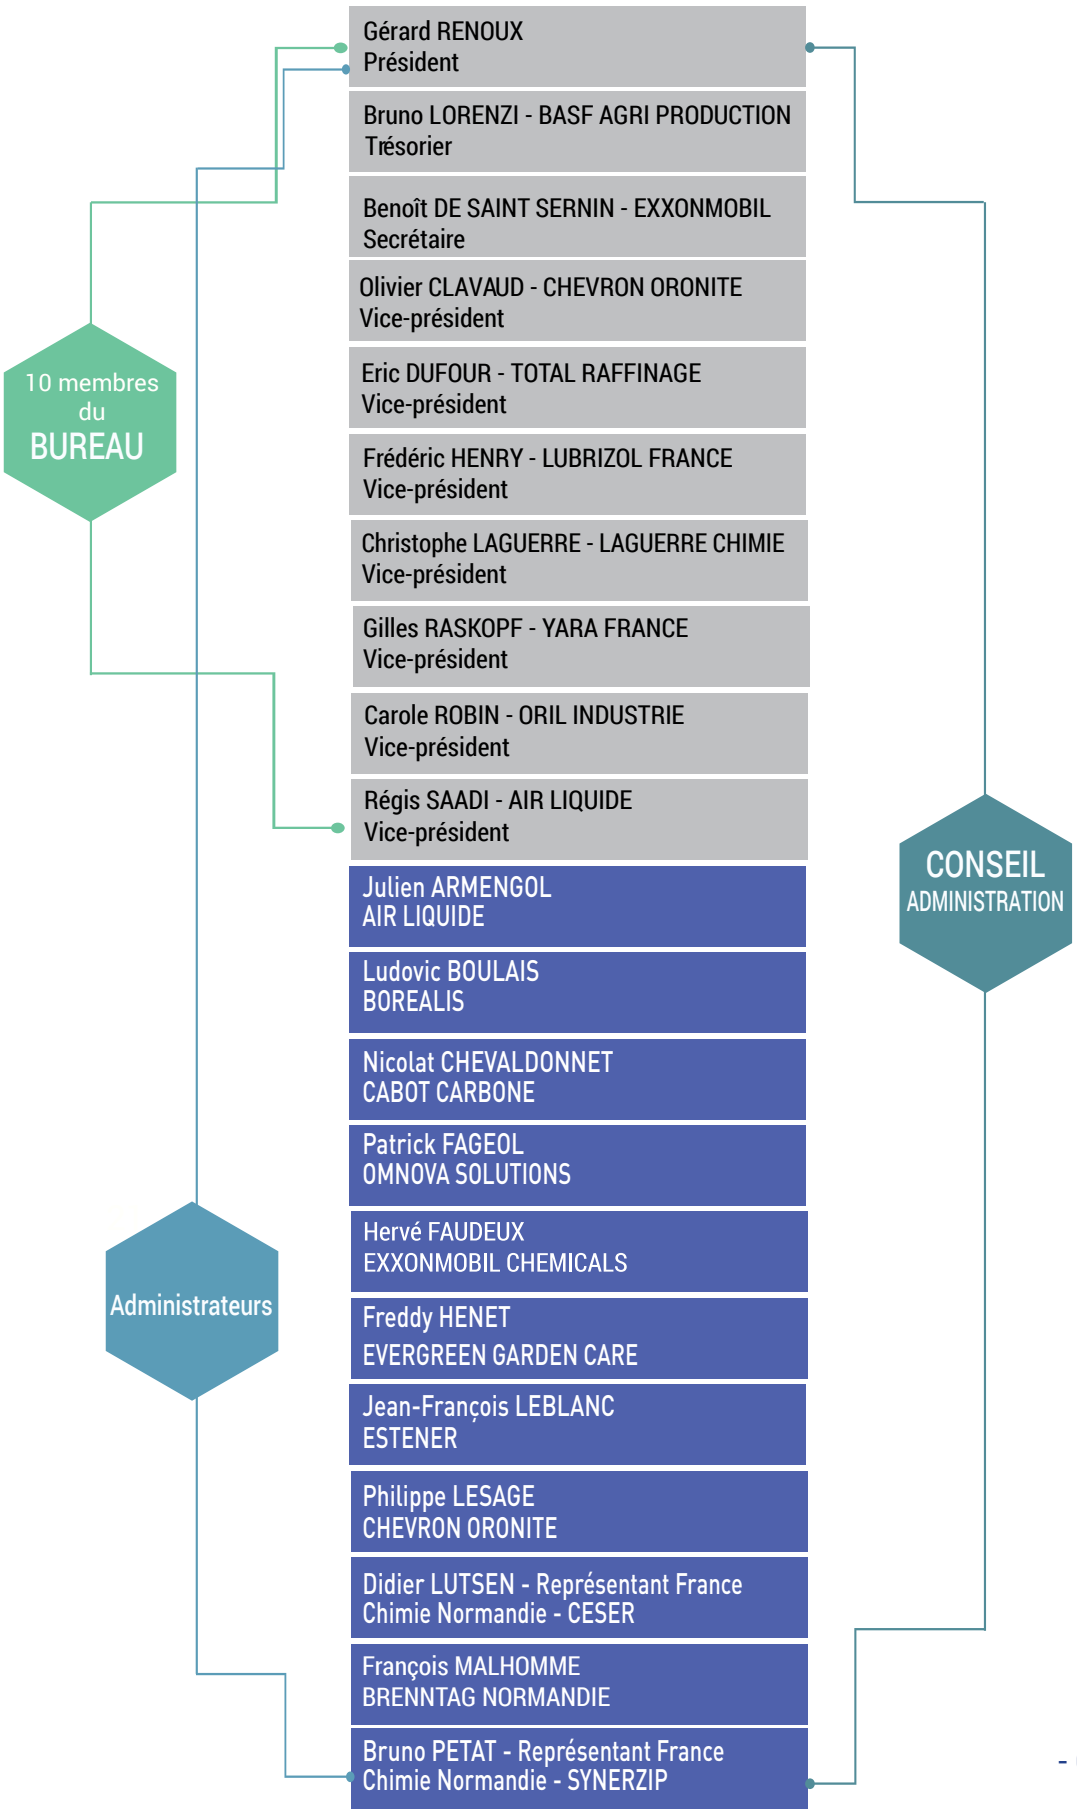 Gérard RENOUX
Président
Bruno LORENZI - BASF AGRI PRODUCTION
Trésorier
Benoît DE SAINT SERNIN - EXXONMOBIL
Secrétaire
Olivier CLAVAUD - CHEVRON ORONITE
Vice-président
Eric DUFOUR - TOTAL RAFFINAGE
Vice-président
10 membres
du
BUREAU
Frédéric HENRY - LUBRIZOL FRANCE
Vice-président
Christophe LAGUERRE - LAGUERRE CHIMIE
Vice-président
Gilles RASKOPF - YARA FRANCE
Vice-président
Carole ROBIN - ORIL INDUSTRIE
Vice-président
Régis SAADI - AIR LIQUIDE
Vice-président
CONSEIL
ADMINISTRATION
Julien ARMENGOL
AIR LIQUIDE
Ludovic BOULAIS
BOREALIS
Nicolat CHEVALDONNET
CABOT CARBONE
Patrick FAGEOL
OMNOVA SOLUTIONS
Hervé FAUDEUX
EXXONMOBIL CHEMICALS
Administrateurs
Freddy HENET
EVERGREEN GARDEN CARE
Jean-François LEBLANC
ESTENER
Philippe LESAGE
CHEVRON ORONITE
Didier LUTSEN - Représentant France
Chimie Normandie - CESER
François MALHOMME
BRENNTAG NORMANDIE
Bruno PETAT - Représentant France
Chimie Normandie - SYNERZIP
-